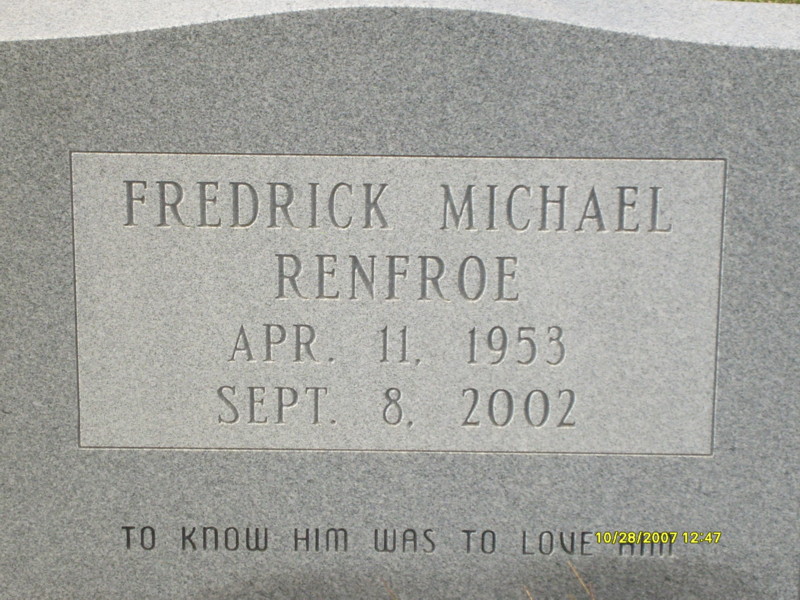 FREDRICK MICHAEL
RENFROE
APR. 11, 1953
SEPT. 8, 2002
TO KNOW HIM WAS TO LOVE HIM
10/28/2007 12:47